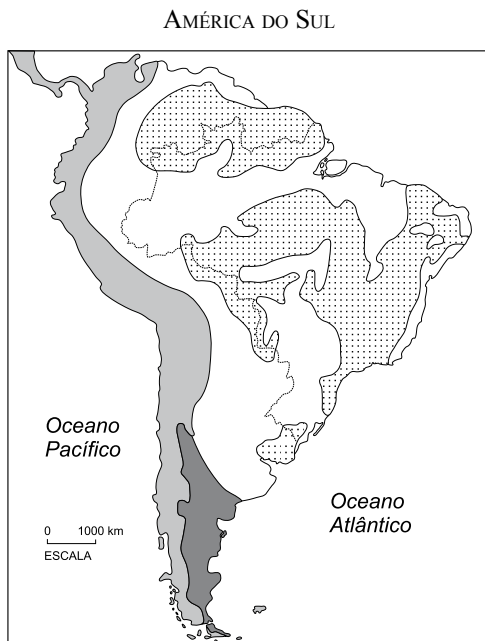 AMÉRICA DO SUL
Oceano
Pacífico
Oceano
Atlântico
0 1000 km
ESCALA